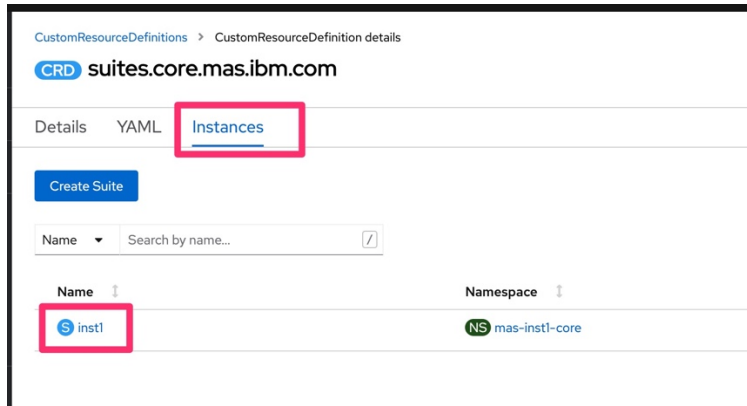 CustomResourceDefinitions > CustomResourceDefinition details
CRD suites.core.mas.ibm.com
Details YAML Instances
Create Suite
Name Search by name... /
Name Namespace
S inst1 NS mas-inst1-core